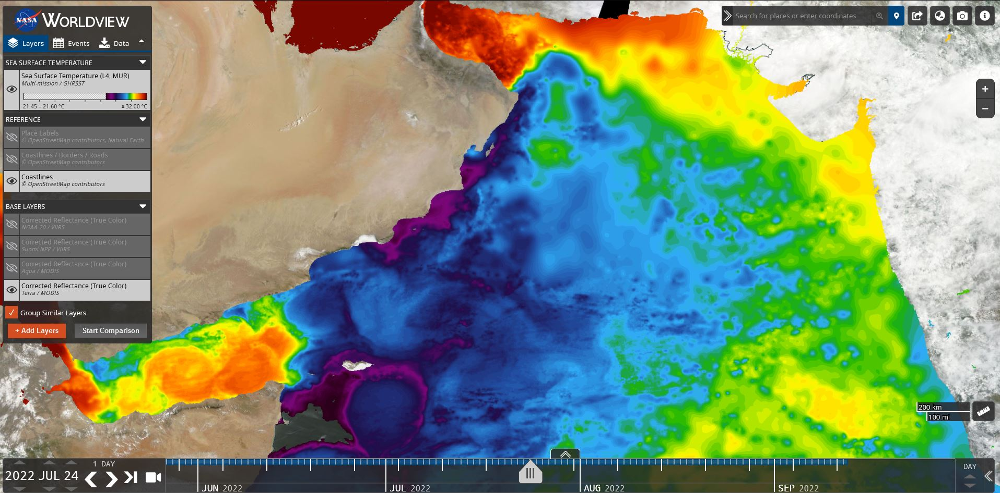 NASA WORLDVIEW
Layers Events Data
SEA SURFACE TEMPERATURE
Sea Surface Temperature (L4, MUR)
Multi-mission / GHRSST
21.45 – 21.60 °C ≥ 32.00 °C
REFERENCE
Place Labels
© OpenStreetMap contributors, Natural Earth
Coastlines / Borders / Roads
© OpenStreetMap contributors
Coastlines
© OpenStreetMap contributors
BASE LAYERS
Corrected Reflectance (True Color)
NOAA-20 / VIIRS
Corrected Reflectance (True Color)
Suomi NPP / VIIRS
Corrected Reflectance (True Color)
Aqua / MODIS
Corrected Reflectance (True Color)
Terra / MODIS
Group Similar Layers
+ Add Layers Start Comparison
Search for places or enter coordinates
200 km
100 mi
1 DAY
2022 JUL 24
JUN 2022 JUL 2022 AUG 2022 SEP 2022
DAY